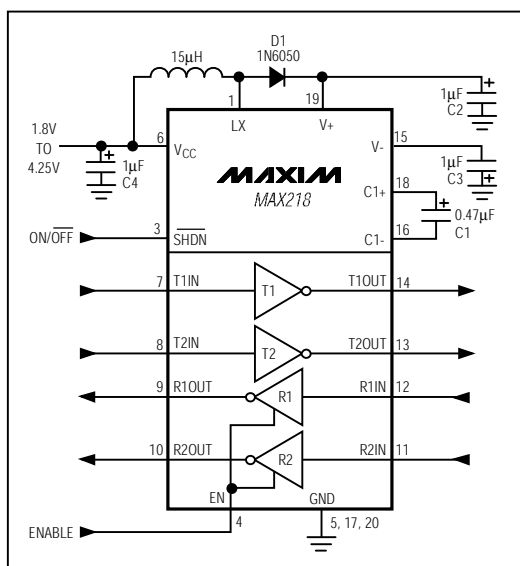 D1
1N6050
15µH
1
19
LX
V+
1µF
C2
1.8V
TO
4.25V
6
VCC
1µF
C4
MAXIM
MAX218
15
V-
1µF
C3
18
C1+
0.47µF
C1
16
C1-
ON/OFF
3
SHDN
7
T1IN
T1
T1OUT
14
8
T2IN
T2
T2OUT
13
9
R1OUT
R1
R1IN
12
10
R2OUT
R2
R2IN
11
EN
GND
4
5, 17, 20
ENABLE